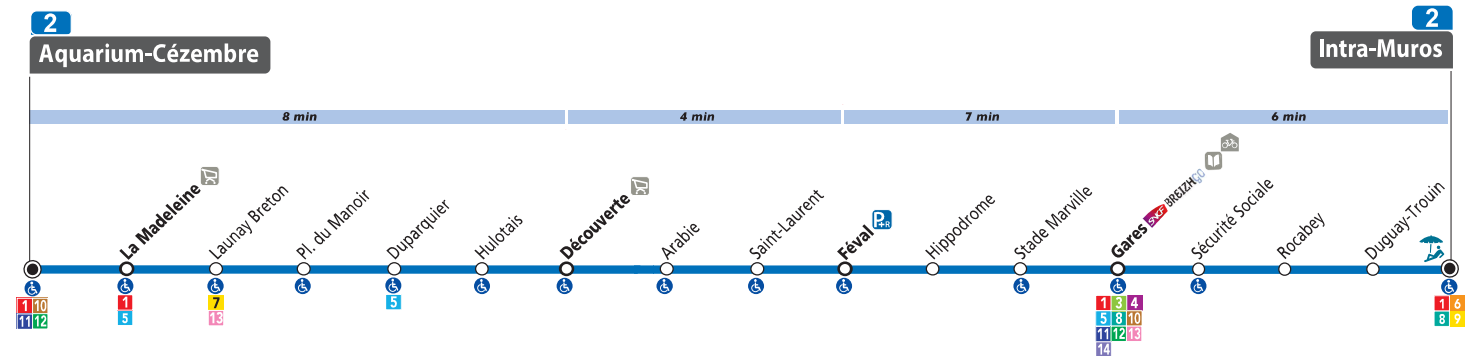 2
2
Aquarium-Cézembre
Intra-Muros
8 min
4 min
7 min
6 min
La Madeleine
Launay Breton
Pl. du Manoir
Duparquier
Hulotais
Découverte
Arabie
Saint-Laurent
Féval P+R
Hippodrome
Stade Marville
Gares SNCF BREIZHGO
Sécurité Sociale
Rocabey
Duguay-Trouin
1 10
11 12
1
5
7
13
5
1 3 4
5 8 10
11 12 13
14
1 6
8 9